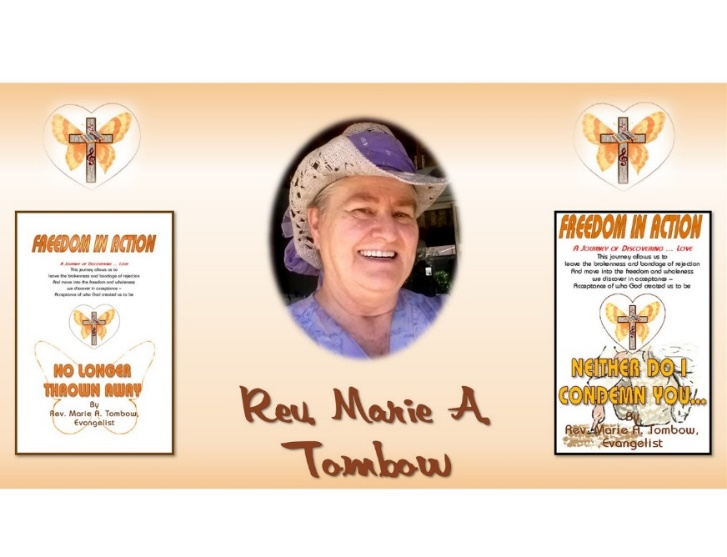 FREEDOM IN ACTION
A JOURNEY OF DISCOVERING ... LOVE
This journey allows us to
leave the brokenness and bondage of rejection
And move into the freedom and wholeness
we discover in acceptance –
Acceptance of who God created us to be
NO LONGER
THROWN AWAY
By
Rev. Marie A. Tombow,
Evangelist
Rev. Marie A
Tombow
FREEDOM IN ACTION
A JOURNEY OF DISCOVERING ... LOVE
This journey allows us to
leave the brokenness and bondage of rejection
And move into the freedom and wholeness
we discover in acceptance –
Acceptance of who God created us to be
NEITHER DO I
CONDEMN YOU...
By
Rev. Marie A. Tombow,
Evangelist